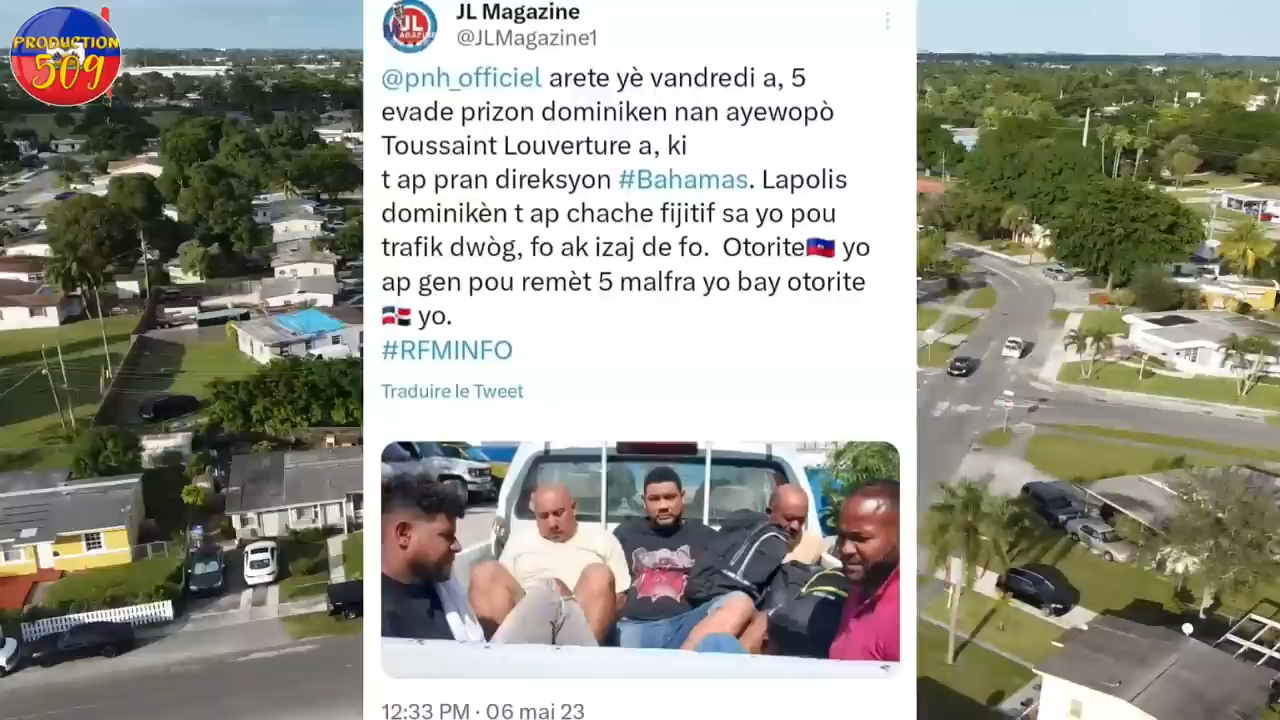 PRODUCTION
509
JL Magazine
@JLMagazine1
@pnh_officiel arete yè vandredi a, 5
evade prizon dominiken nan ayewopò
Toussaint Louverture a, ki
t ap pran direksyon #Bahamas. Lapolis
dominikèn t ap chache fijitif sa yo pou
trafik dwòg, fo ak izaj de fo. Otorite🇭🇹 yo
ap gen pou remèt 5 malfra yo bay otorite
🇩🇴 yo.
#RFMINFO
Traduire le Tweet
12:33 PM · 06 mai 23